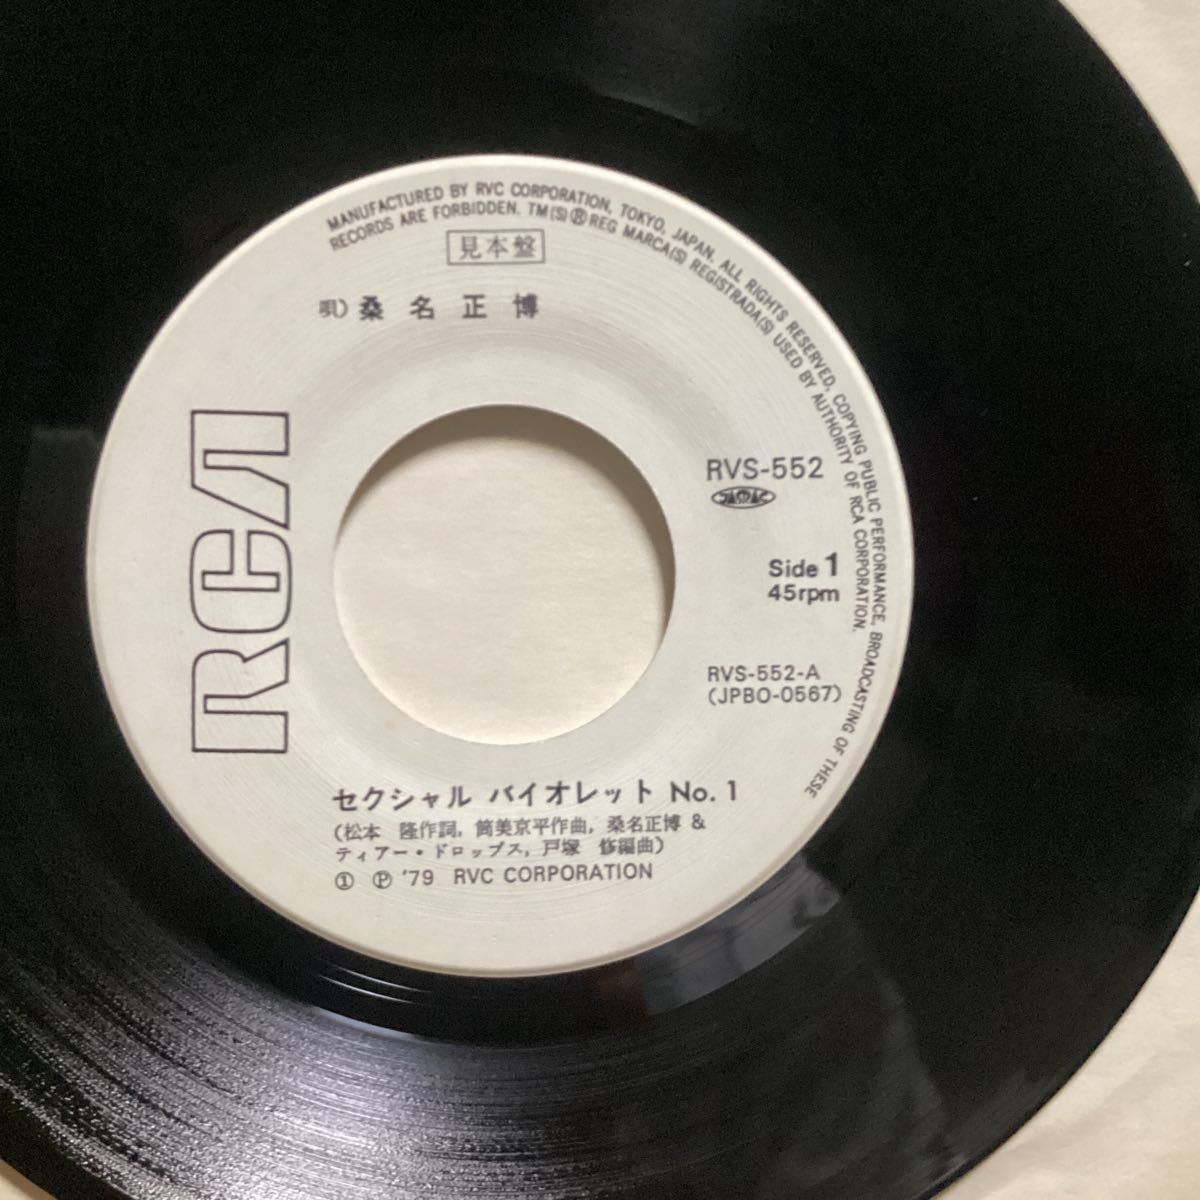 MANUFACTURED BY RVC CORPORATION, TOKYO, JAPAN. ALL RIGHTS RESERVED. COPYING PUBLIC PERFORMANCE, BROADCASTING OF THESE
RECORDS ARE FORBIDDEN. TM(S)®REG MARCA(S) REGISTRADA(S) USED BY AUTHORITY OF RCA CORPORATION.
見本盤
唄) 桑名正博
RCA
RVS-552
Side 1
45rpm
RVS-552-A
(JPBO-0567)
セクシャル バイオレット No. 1
(松本 隆作詞, 筒美京平作曲, 桑名正博 &
ティアー・ドロップス, 戸塚 修編曲)
① Ⓟ '79 RVC CORPORATION